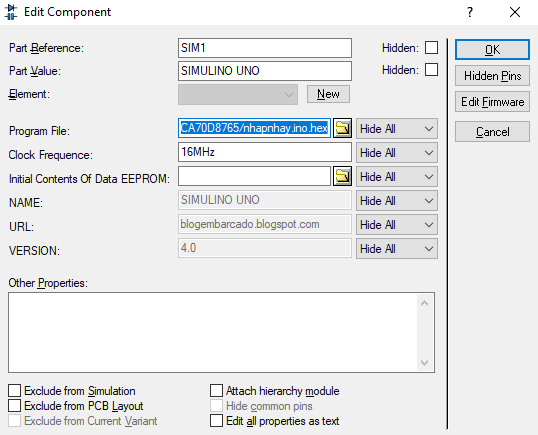 Edit Component
Part Reference: SIM1 Hidden: OK
Part Value: SIMULINO UNO Hidden: Hidden Pins
Element: New Edit Firmware
Program File: CA70D8765/nhapnhay.ino.hex Hide All Cancel
Clock Frequence: 16MHz Hide All
Initial Contents Of Data EEPROM: Hide All
NAME: SIMULINO UNO Hide All
URL: blogembarcado.blogspot.com Hide All
VERSION: 4.0 Hide All
Other Properties:
Exclude from Simulation Attach hierarchy module
Exclude from PCB Layout Hide common pins
Exclude from Current Variant Edit all properties as text